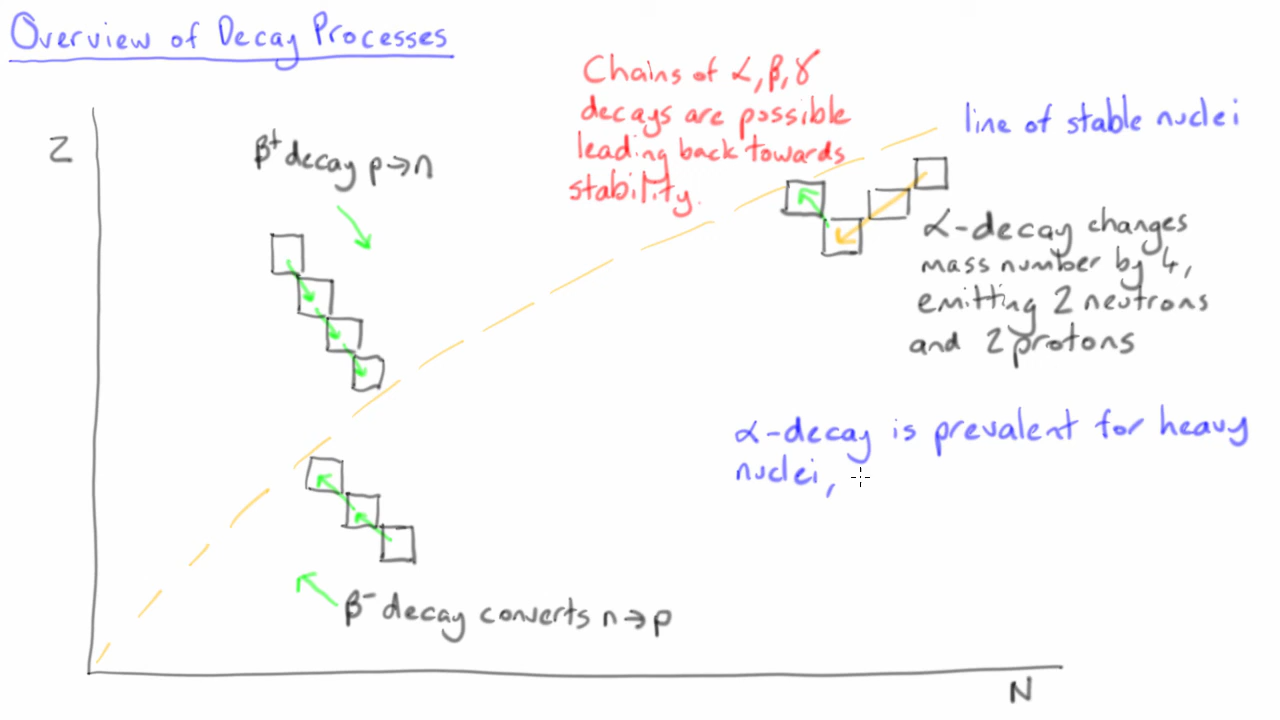 Overview of Decay Processes
Z
β⁺ decay p→n
Chains of α, β, γ
decays are possible
leading back towards
stability.
line of stable nuclei
α-decay changes
mass number by 4,
emitting 2 neutrons
and 2 protons
α-decay is prevalent for heavy
nuclei,
β⁻ decay converts n→p
N